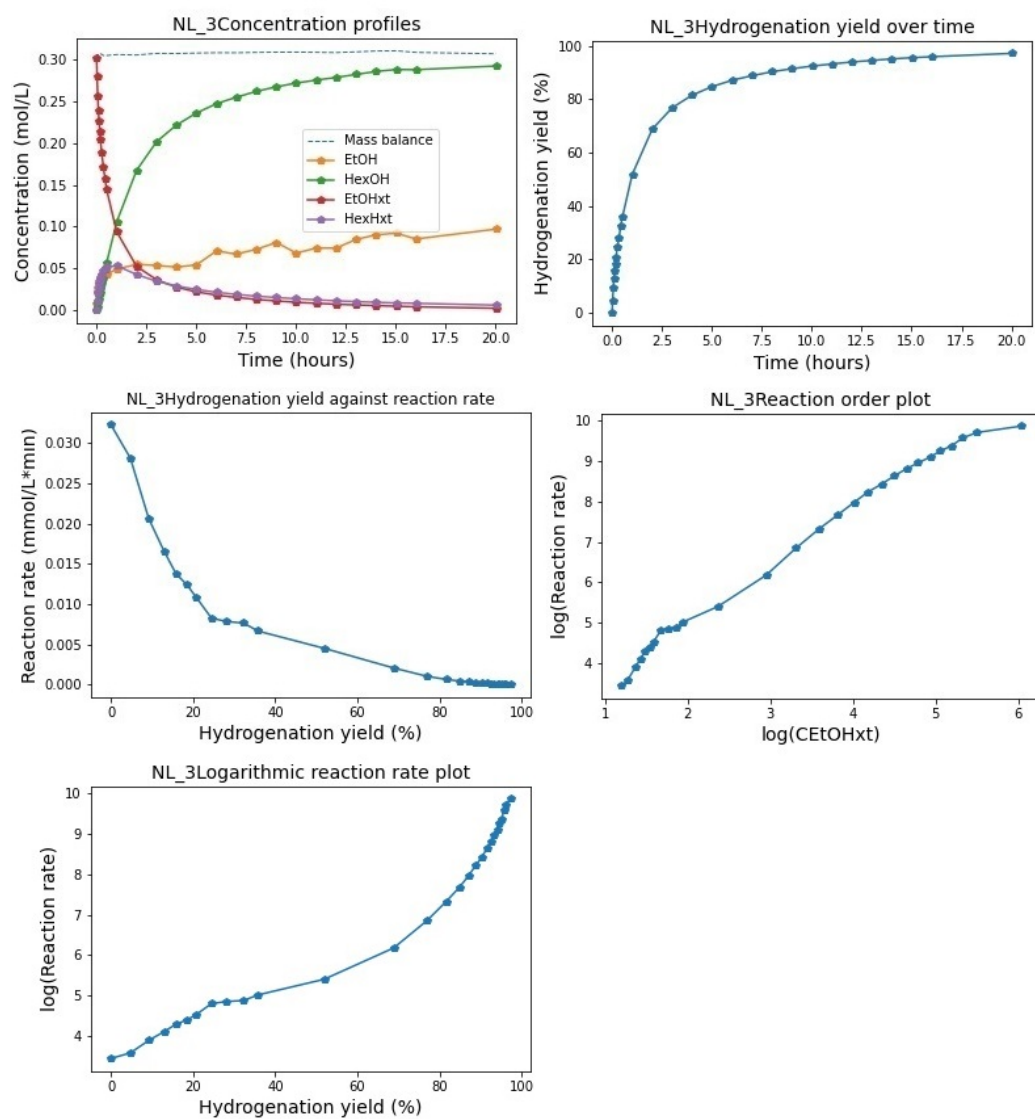 NL_3Concentration profiles
Concentration (mol/L)
0.30
0.25
0.20
0.15
0.10
0.05
0.00
Mass balance
EtOH
HexOH
EtOHxt
HexHxt
0.0 2.5 5.0 7.5 10.0 12.5 15.0 17.5 20.0
Time (hours)
NL_3Hydrogenation yield over time
Hydrogenation yield (%)
100
80
60
40
20
0
0.0 2.5 5.0 7.5 10.0 12.5 15.0 17.5 20.0
Time (hours)
NL_3Hydrogenation yield against reaction rate
Reaction rate (mmol/L*min)
0.030
0.025
0.020
0.015
0.010
0.005
0.000
0 20 40 60 80 100
Hydrogenation yield (%)
NL_3Reaction order plot
log(Reaction rate)
10
9
8
7
6
5
4
1 2 3 4 5 6
log(CEtOHxt)
NL_3Logarithmic reaction rate plot
log(Reaction rate)
10
9
8
7
6
5
4
0 20 40 60 80 100
Hydrogenation yield (%)